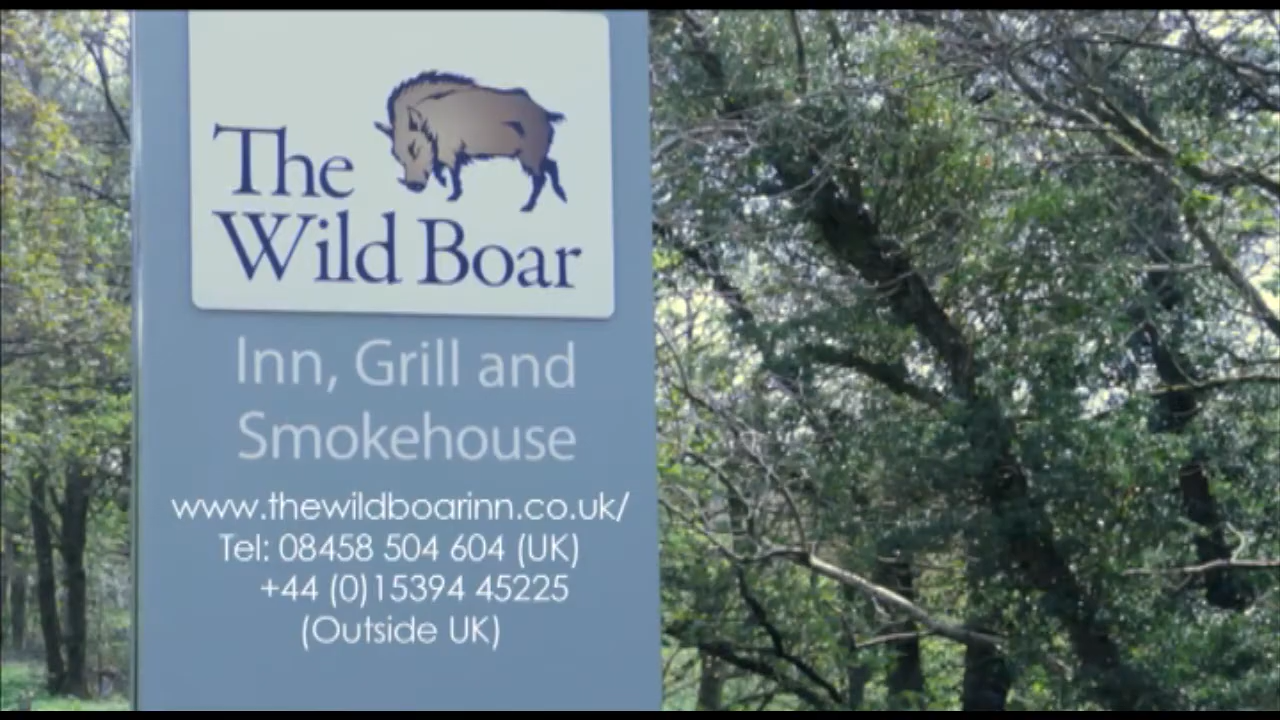 The
Wild Boar
Inn, Grill and
Smokehouse
www.thewildboarinn.co.uk/
Tel: 08458 504 604 (UK)
+44 (0)15394 45225
(Outside UK)